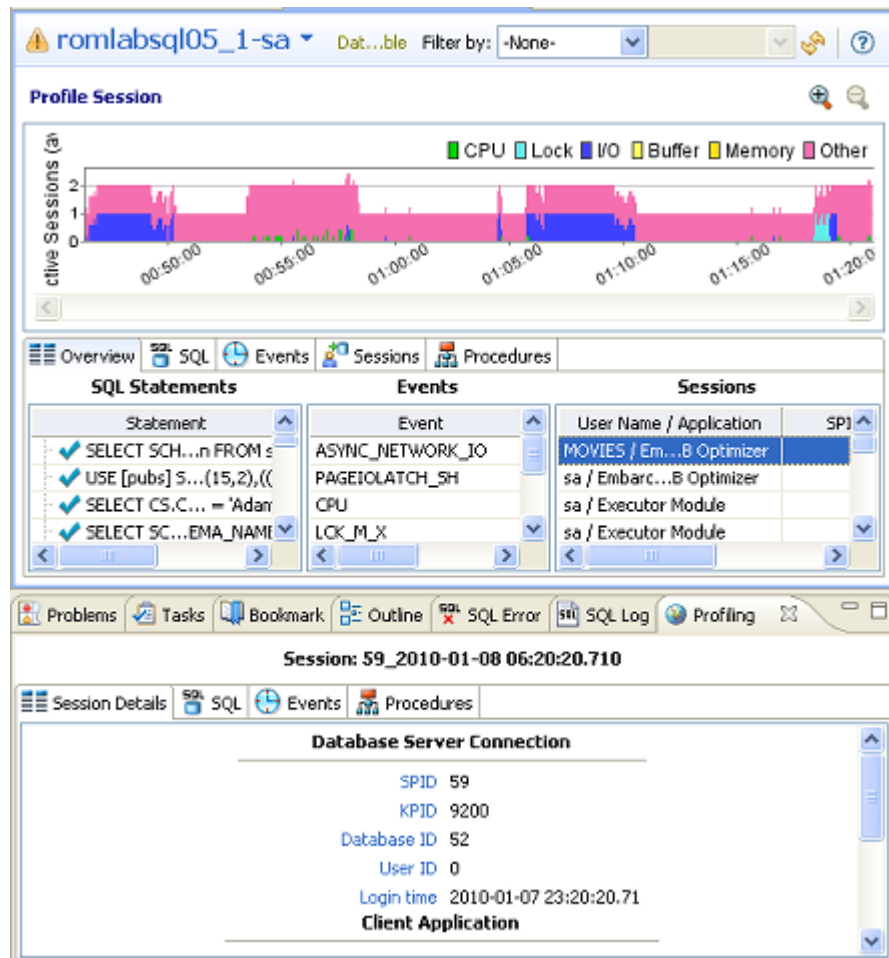 romlabsql05_1-sa Dat...ble Filter by: -None-
Profile Session
CPU Lock I/O Buffer Memory Other
ctive Sessions (av
2
1
0
00:50:00 00:55:00 01:00:00 01:05:00 01:10:00 01:15:00 01:20:0
Overview SQL Events Sessions Procedures
SQL Statements Events Sessions
Statement Event User Name / Application SPI
SELECT SCH...n FROM s ASYNC_NETWORK_IO MOVIES / Em...B Optimizer
USE [pubs] S...(15,2),(( PAGEIOLATCH_SH sa / Embarc...B Optimizer
SELECT CS.C... = 'Adam CPU sa / Executor Module
SELECT SC...EMA_NAME LCK_M_X sa / Executor Module
Problems Tasks Bookmark Outline SQL Error SQL Log Profiling
Session: 59_2010-01-08 06:20:20.710
Session Details SQL Events Procedures
Database Server Connection
SPID 59
KPID 9200
Database ID 52
User ID 0
Login time 2010-01-07 23:20:20.71
Client Application